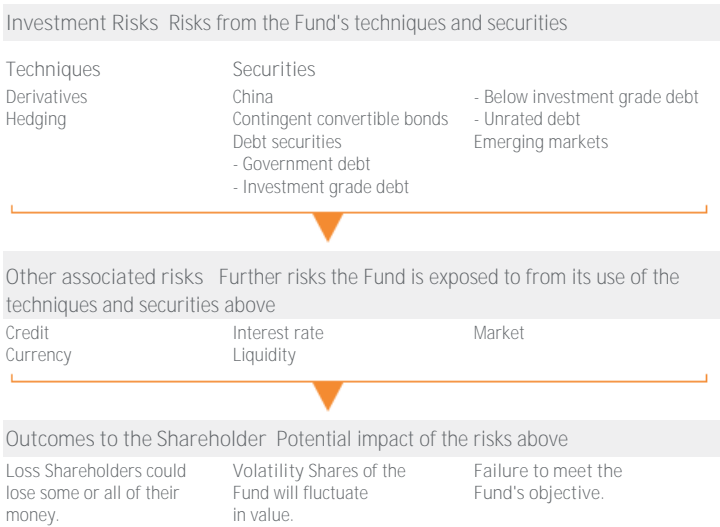 Investment Risks Risks from the Fund's techniques and securities
Techniques
Derivatives
Hedging
Securities
China
Contingent convertible bonds
Debt securities
- Government debt
- Investment grade debt
- Below investment grade debt
- Unrated debt
Emerging markets
Other associated risks Further risks the Fund is exposed to from its use of the
techniques and securities above
Credit
Currency
Interest rate
Liquidity
Market
Outcomes to the Shareholder Potential impact of the risks above
Loss Shareholders could
lose some or all of their
money.
Volatility Shares of the
Fund will fluctuate
in value.
Failure to meet the
Fund's objective.